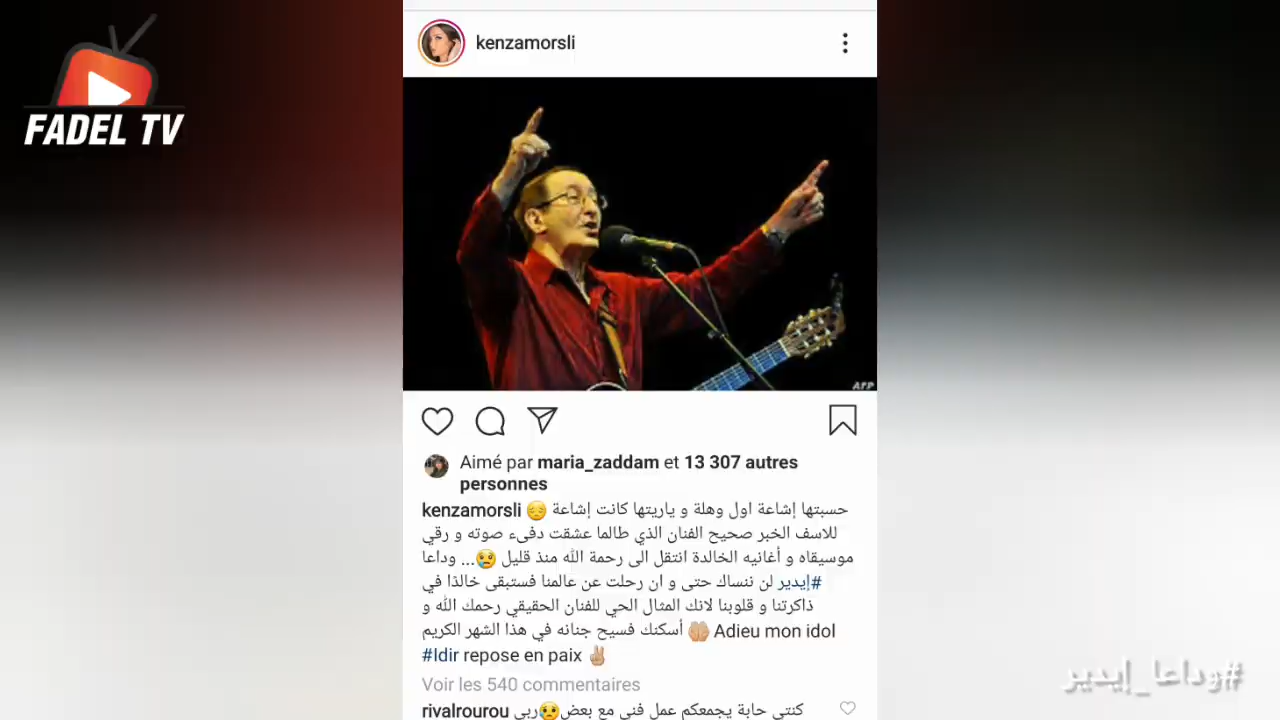 FADEL TV
kenzamorsli
AFP
Aimé par maria_zaddam et 13 307 autres
personnes
kenzamorsli 😔 حسبتها إشاعة اول وهلة و ياريتها كانت إشاعة
للاسف الخبر صحيح الفنان الذي طالما عشقت دفىء صوته و رقي
موسيقاه و أغانيه الخالدة انتقل الى رحمة الله منذ قليل 😢... وداعا
#إيدير لن ننساك حتى و ان رحلت عن عالمنا فستبقى خالدًا في
ذاكرتنا و قلوبنا لانك المثال الحي للفنان الحقيقي رحمك الله و
أسكنك فسيح جنانه في هذا الشهر الكريم 🤲🏼 Adieu mon idol
#Idir repose en paix ✌🏼
Voir les 540 commentaires
rivalrourou كنتي حابة يجمعكم عمل فني مع بعض😢ربي
#وداعا_إيدير